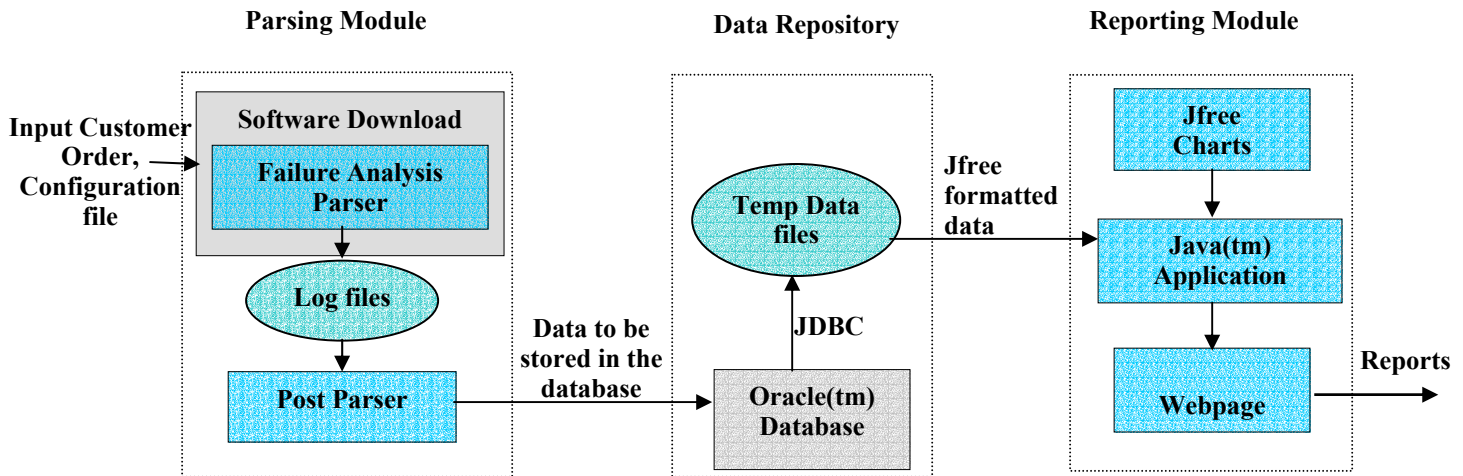 Parsing Module
Data Repository
Reporting Module
Input Customer
Order,
Configuration
file
Software Download
Failure Analysis
Parser
Log files
Post Parser
Data to be
stored in the
database
Temp Data
files
JDBC
Oracle(tm)
Database
Jfree
formatted
data
Jfree
Charts
Java(tm)
Application
Webpage
Reports